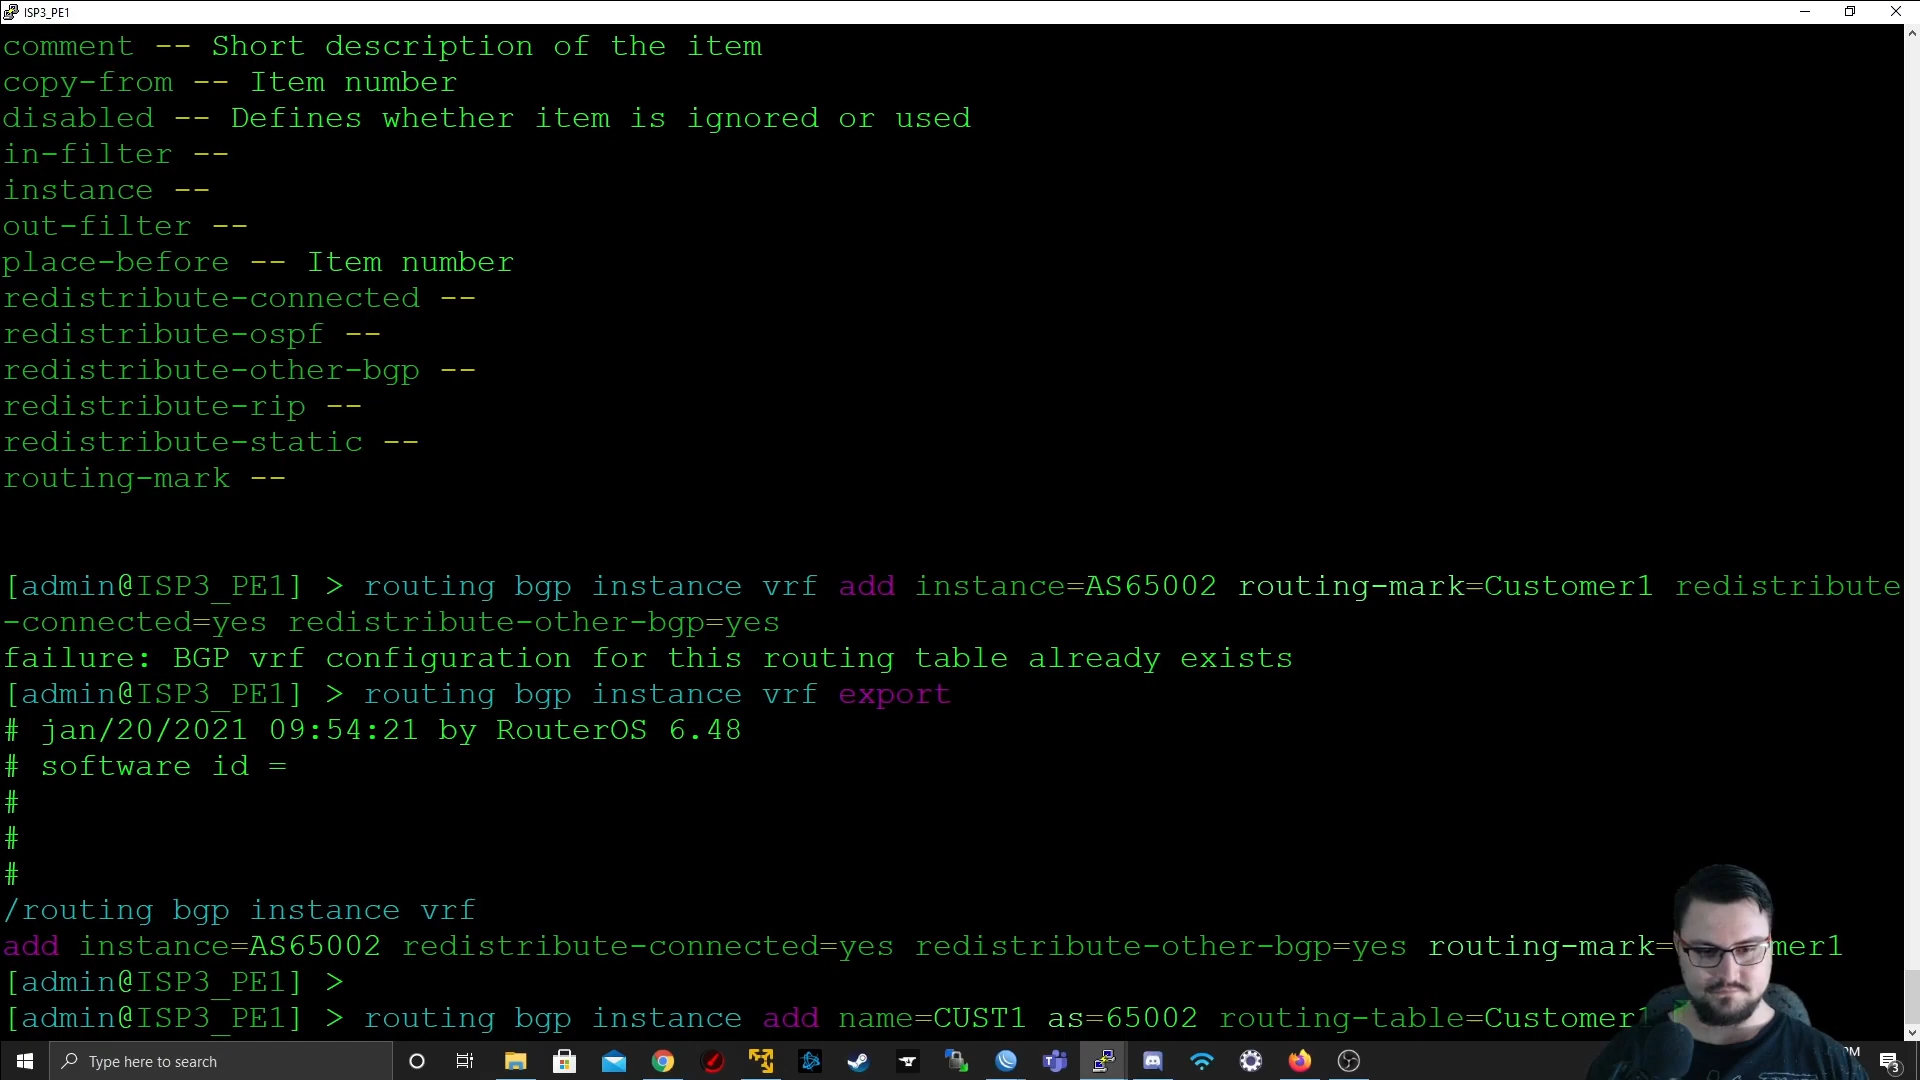 ISP3_PE1
comment -- Short description of the item
copy-from -- Item number
disabled -- Defines whether item is ignored or used
in-filter --
instance --
out-filter --
place-before -- Item number
redistribute-connected --
redistribute-ospf --
redistribute-other-bgp --
redistribute-rip --
redistribute-static --
routing-mark --
[admin@ISP3_PE1] > routing bgp instance vrf add instance=AS65002 routing-mark=Customer1 redistribute
-connected=yes redistribute-other-bgp=yes
failure: BGP vrf configuration for this routing table already exists
[admin@ISP3_PE1] > routing bgp instance vrf export
# jan/20/2021 09:54:21 by RouterOS 6.48
# software id =
#
#
#
/routing bgp instance vrf
add instance=AS65002 redistribute-connected=yes redistribute-other-bgp=yes routing-mark= mer1
[admin@ISP3_PE1] >
[admin@ISP3_PE1] > routing bgp instance add name=CUST1 as=65002 routing-table=Customer1
Type here to search
PM
3